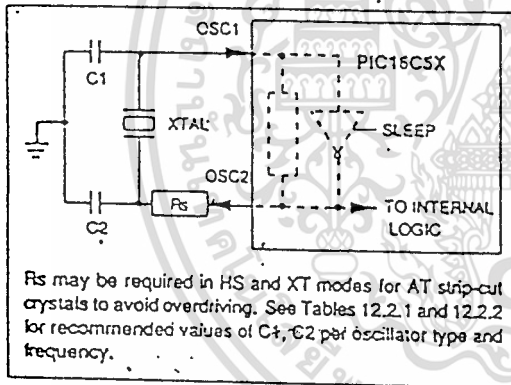 OSC1
PIC16C5X
C1
XTAL
SLEEP
OSC2
C2
Rs
TO INTERNAL
LOGIC
Rs may be required in HS and XT modes for AT strip-cut
crystals to avoid overdriving. See Tables 12.2.1 and 12.2.2
for recommended values of C1, C2 per oscillator type and
frequency.